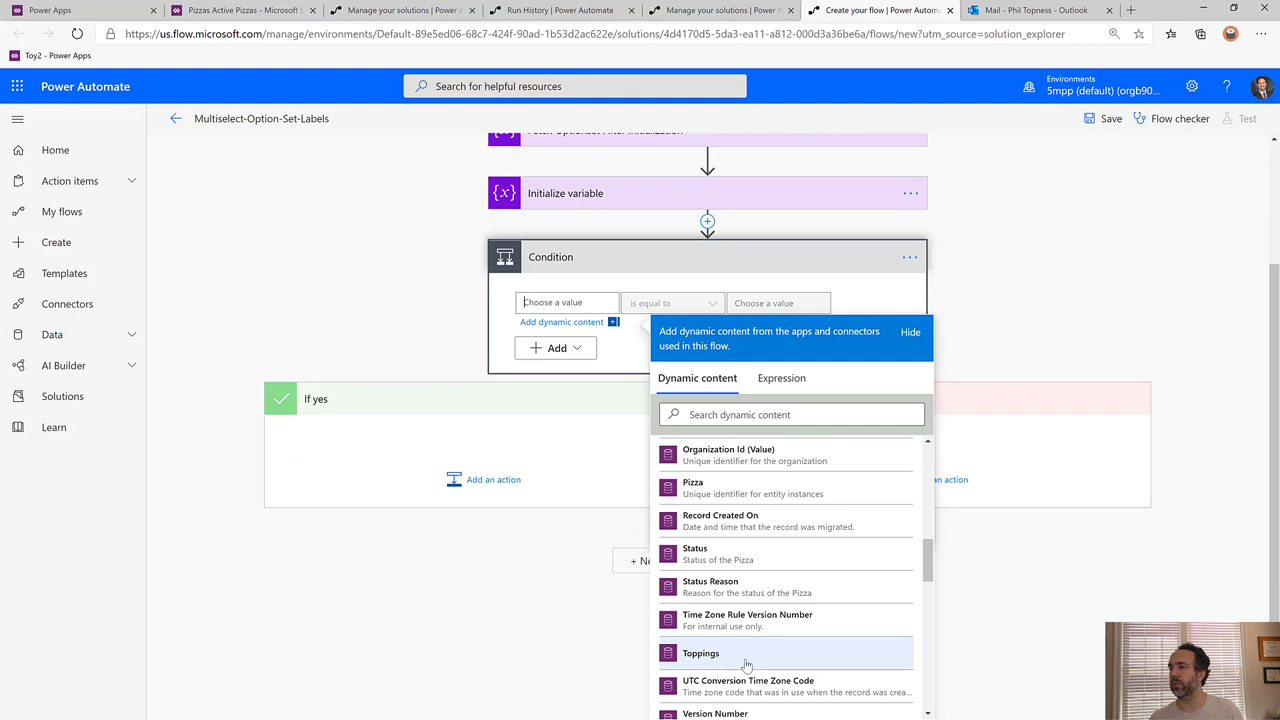 Power Apps
Pizzas Active Pizzas - Microsoft D
Manage your solutions | Power A
Run History | Power Automate
Manage your solutions | Power A
Create your flow | Power Automa
Mail - Phil Topness - Outlook
https://us.flow.microsoft.com/manage/environments/Default-89e5ed06-68c7-424f-90ad-1b53d2ac622e/solutions/4d4170d5-5da3-ea11-a812-000d3a36be6a/flows/new?utm_source=solution_explorer
Toy2 - Power Apps
Power Automate
Search for helpful resources
Environments
5mpp (default) (orgb90...
Multiselect-Option-Set-Labels
Save
Flow checker
Test
Home
Action items
My flows
Create
Templates
Connectors
Data
AI Builder
Solutions
Learn
Initialize variable
Condition
Choose a value
is equal to
Choose a value
Add dynamic content
Add
If yes
Add an action
an action
+ Ne
Add dynamic content from the apps and connectors
used in this flow.
Hide
Dynamic content
Expression
Search dynamic content
Organization Id (Value)
Unique identifier for the organization
Pizza
Unique identifier for entity instances
Record Created On
Date and time that the record was migrated.
Status
Status of the Pizza
Status Reason
Reason for the status of the Pizza
Time Zone Rule Version Number
For internal use only.
Toppings
UTC Conversion Time Zone Code
Time zone code that was in use when the record was crea...
Version Number